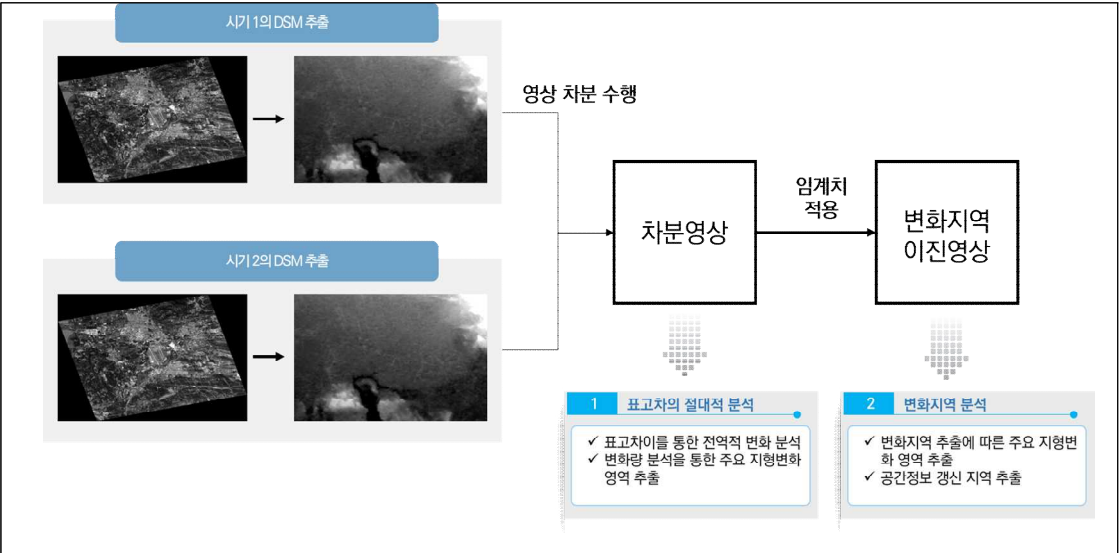 시기 1의 DSM 추출
영상 차분 수행
시기 2의 DSM 추출
차분영상
임계치
적용
변화지역
이진영상
1 표고차의 절대적 분석
✓ 표고차이를 통한 전역적 변화 분석
✓ 변화량 분석을 통한 주요 지형변화
영역 추출
2 변화지역 분석
✓ 변화지역 추출에 따른 주요 지형변
화 영역 추출
✓ 공간정보 갱신 지역 추출